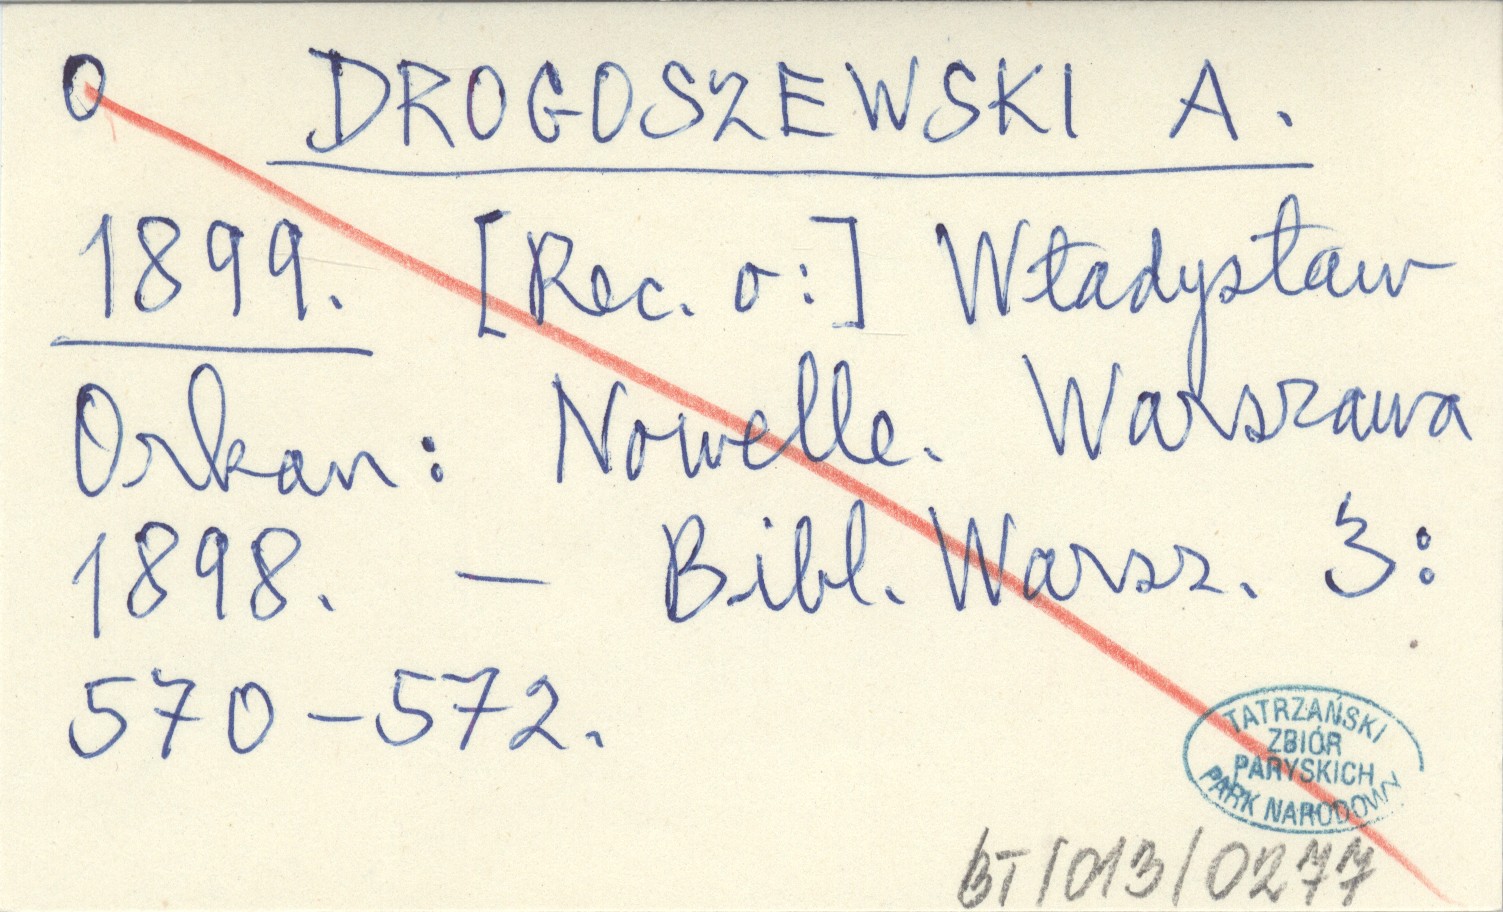 O DROGOSZEWSKI A.
1899. [Rec. o:] Władysław
Orkan: Nowelle. Warszawa
1898. — Bibl. Warsz. 3:
570-572.
TATRZAŃSKI
ZBIÓR
PARYSKICH
PARK NARODOWY
BT/013/0277